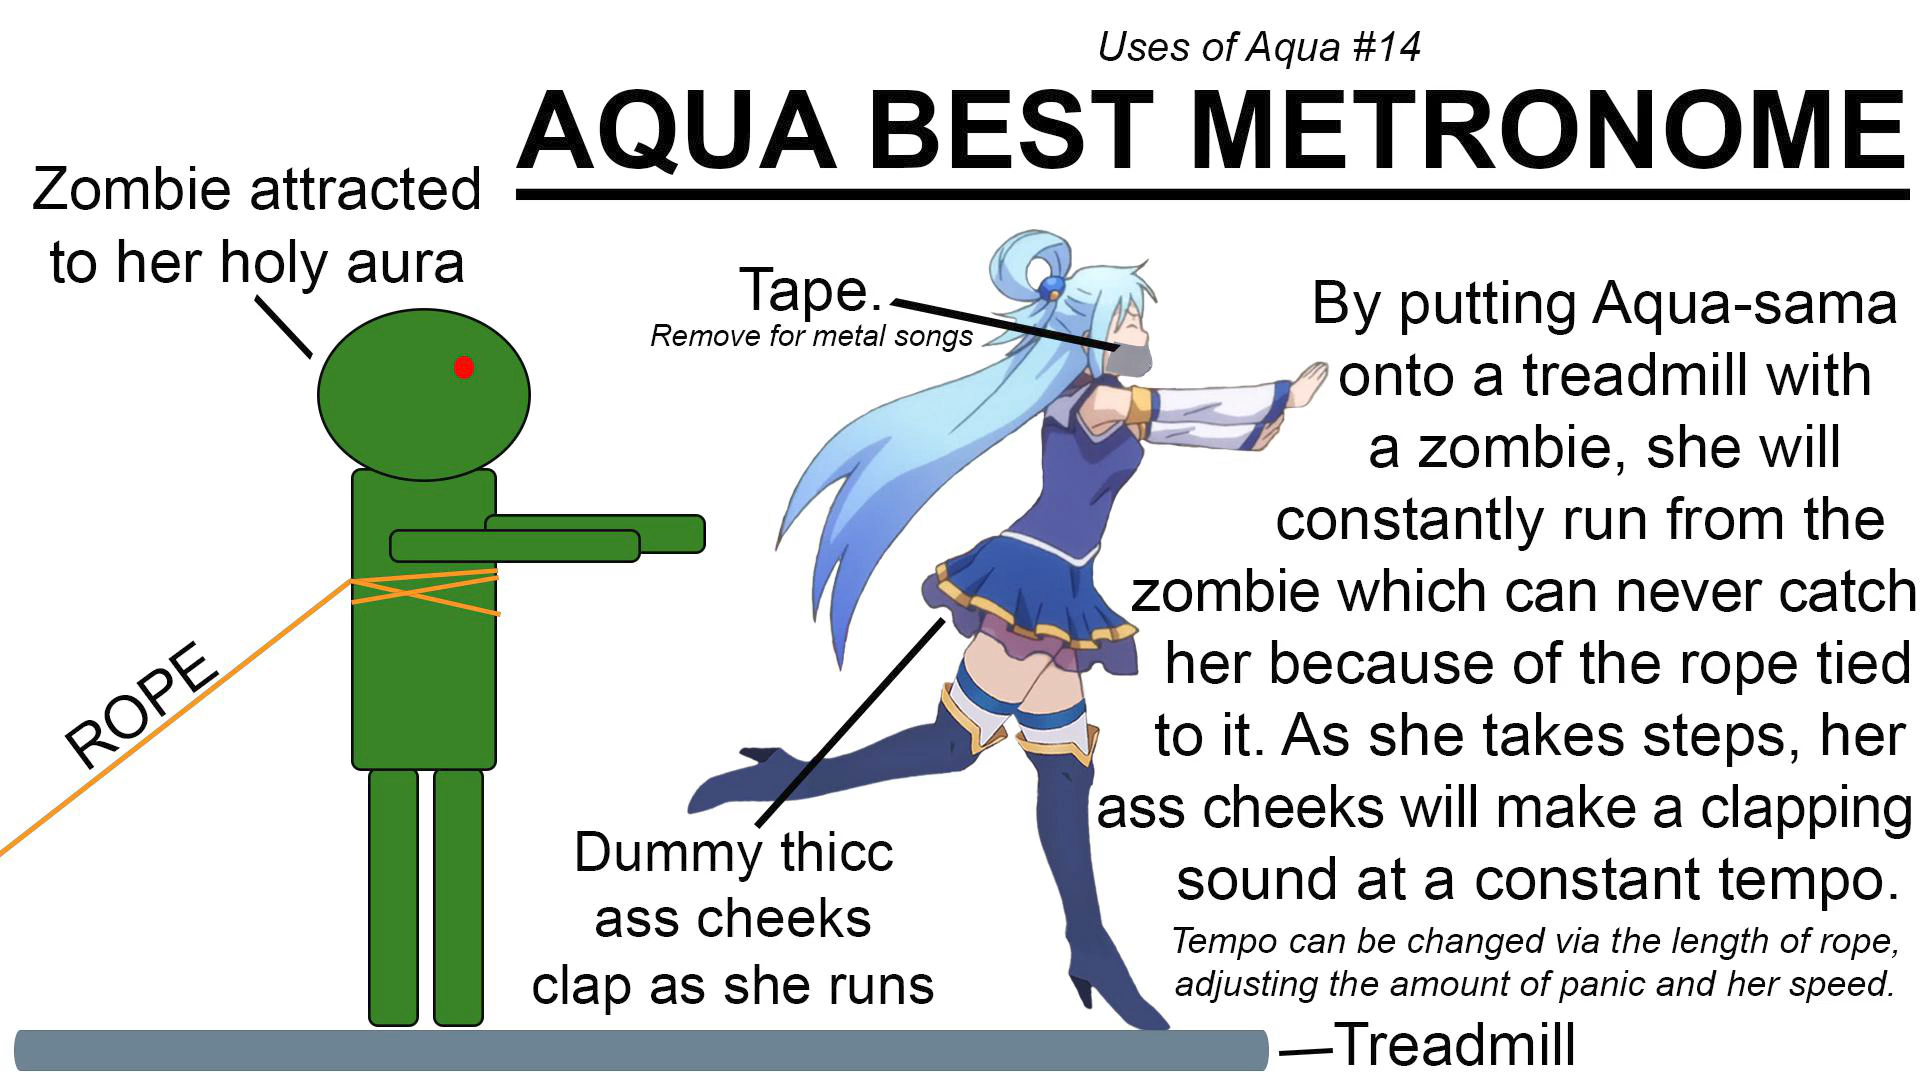 Uses of Aqua #14
AQUA BEST METRONOME
Zombie attracted
to her holy aura
Tape.
Remove for metal songs
By putting Aqua-sama
onto a treadmill with
a zombie, she will
constantly run from the
zombie which can never catch
her because of the rope tied
to it. As she takes steps, her
ass cheeks will make a clapping
sound at a constant tempo.
Tempo can be changed via the length of rope,
adjusting the amount of panic and her speed.
ROPE
Dummy thicc
ass cheeks
clap as she runs
Treadmill